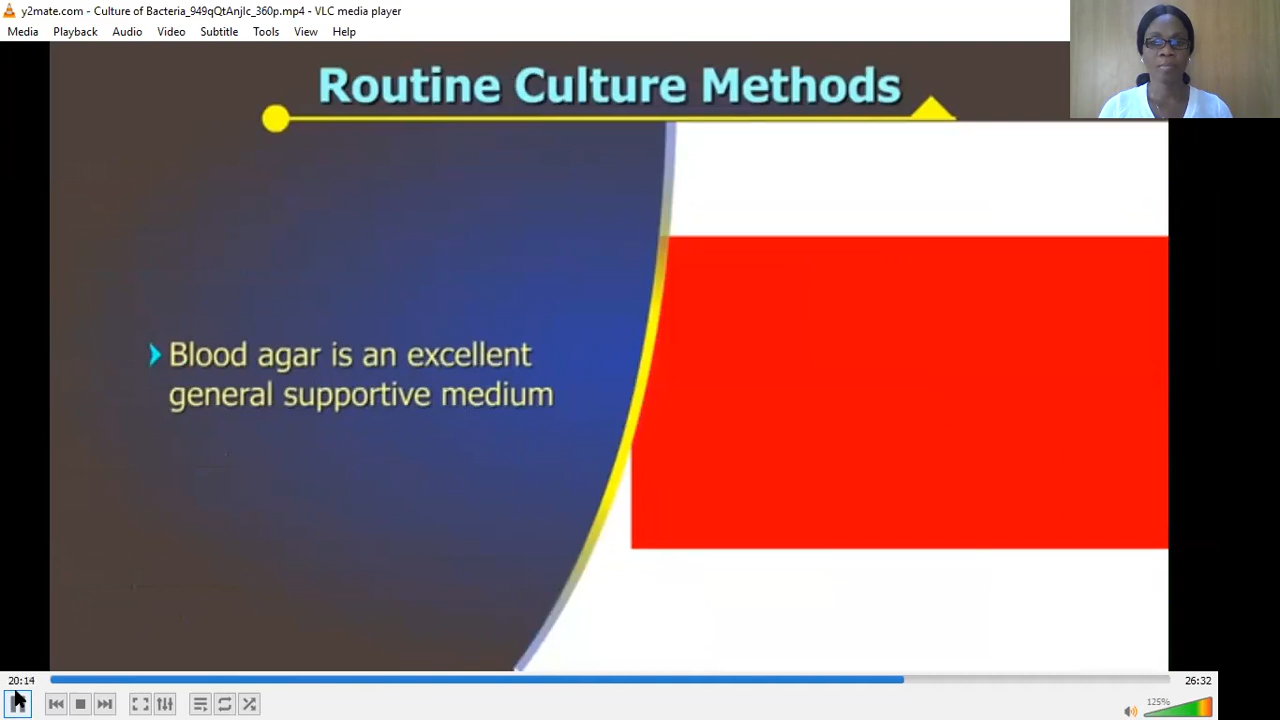 y2mate.com - Culture of Bacteria_949qQtAnjIc_360p.mp4 - VLC media player
Media Playback Audio Video Subtitle Tools View Help
Routine Culture Methods
Blood agar is an excellent
general supportive medium
20:14
26:32
125%